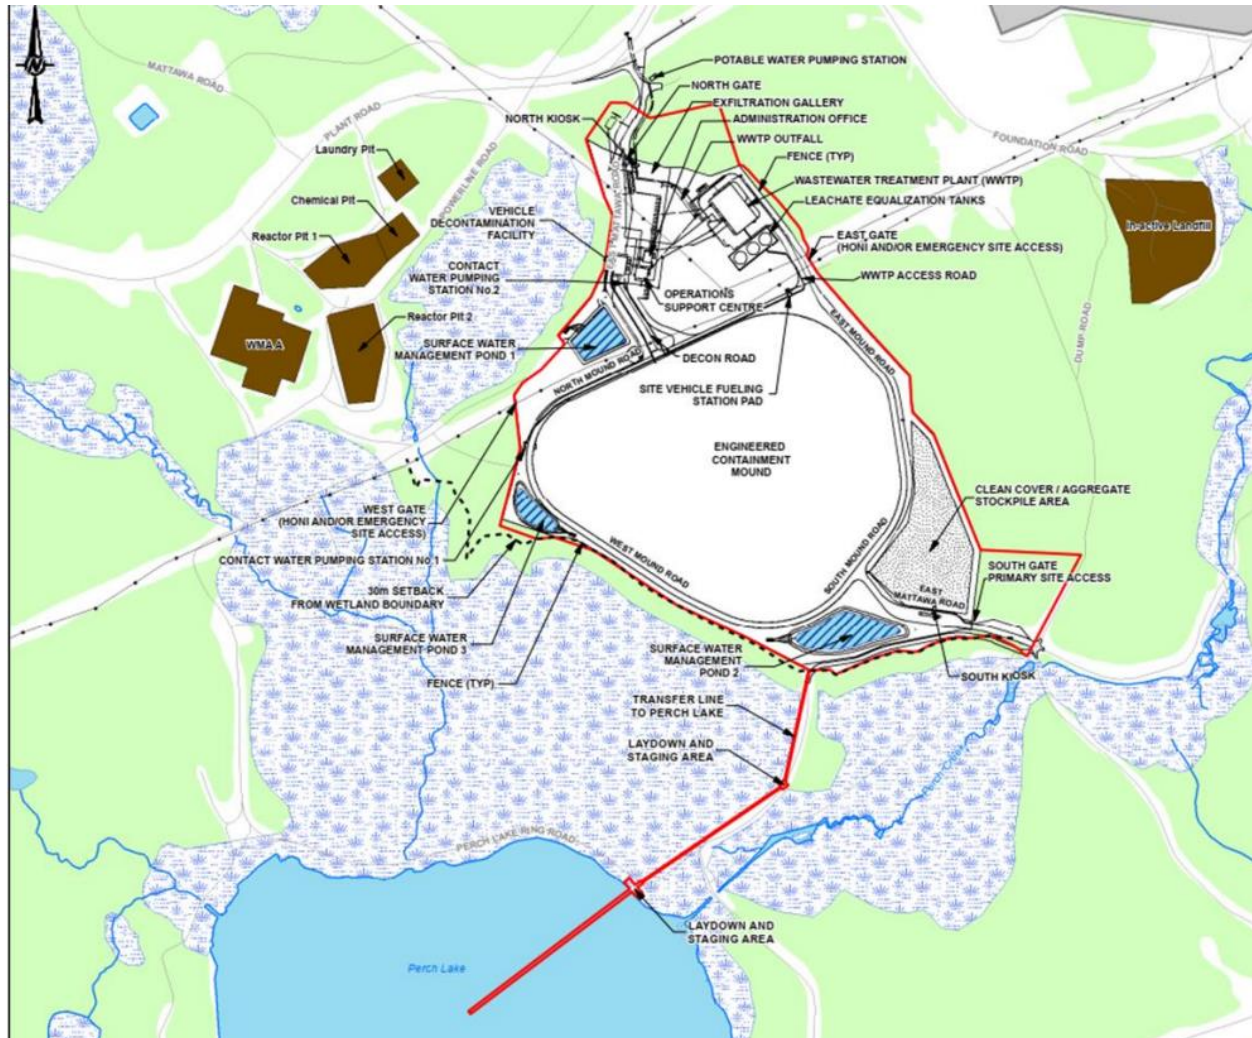 N
POTABLE WATER PUMPING STATION
MATTAWA ROAD
NORTH GATE
EXFILTRATION GALLERY
PLANT ROAD
NORTH KIOSK
ADMINISTRATION OFFICE
WWTP OUTFALL
FOUNDATION ROAD
Laundry Pit
POWERLINE ROAD
FENCE (TYP)
WASTEWATER TREATMENT PLANT (WWTP)
Chemical Pit
LEACHATE EQUALIZATION TANKS
VEHICLE
DECONTAMINATION
FACILITY
Reactor Pit 1
In-active Landfill
EAST GATE
(HONI AND/OR EMERGENCY
SITE ACCESS)
CONTACT
WATER PUMPING
STATION No.2
WWTP ACCESS ROAD
OPERATIONS
SUPPORT CENTRE
Reactor Pit 2
EAST MOUND ROAD
WMA A
SURFACE WATER
MANAGEMENT POND 1
DUMP ROAD
DECON ROAD
NORTH MOUND ROAD
SITE VEHICLE FUELING
STATION PAD
ENGINEERED
CONTAINMENT
MOUND
CLEAN COVER / AGGREGATE
STOCKPILE AREA
WEST GATE
(HONI AND/OR EMERGENCY
SITE ACCESS)
WEST MOUND ROAD
SOUTH MOUND ROAD
CONTACT WATER PUMPING STATION No.1
SOUTH GATE
PRIMARY SITE ACCESS
30m SETBACK
FROM WETLAND BOUNDARY
EAST
MATTAWA ROAD
SURFACE WATER
MANAGEMENT POND 3
SURFACE WATER
MANAGEMENT
POND 2
FENCE (TYP)
SOUTH KIOSK
TRANSFER LINE
TO PERCH LAKE
LAYDOWN AND
STAGING AREA
Perch Creek
PERCH LAKE RING ROAD
LAYDOWN AND
STAGING AREA
Perch Lake